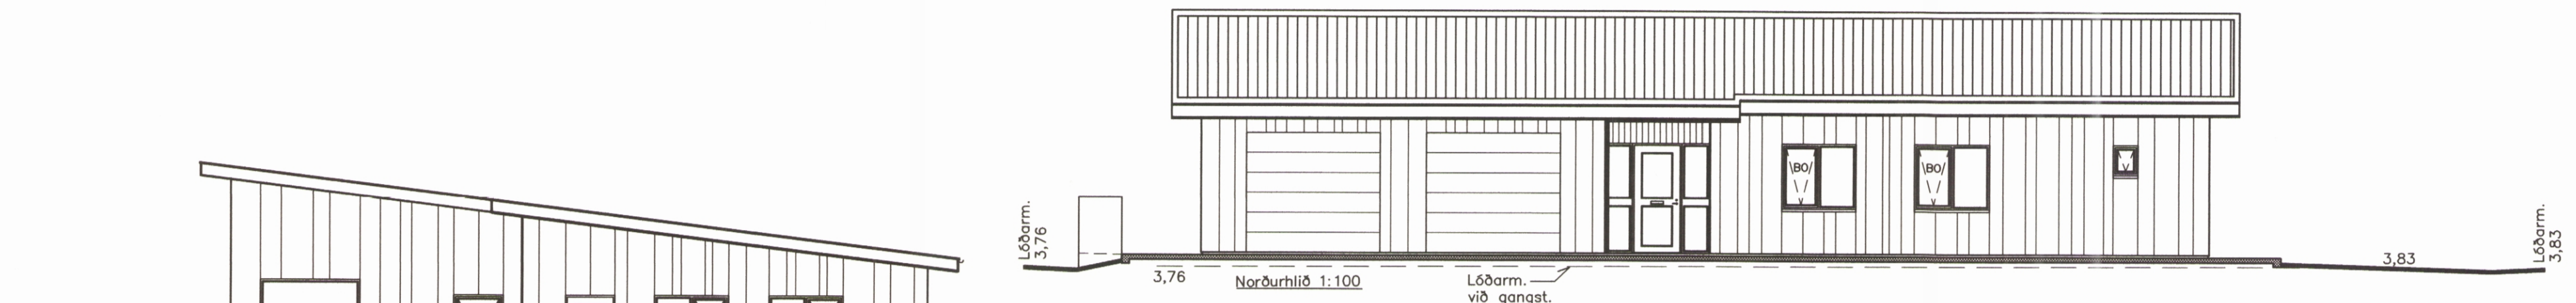 \BO/
\BO/
Lóðarm.
3,76
3,76
Norðurhlið 1:100
Lóðarm.
við gangst.
3,83
Lóðarm.
3,83